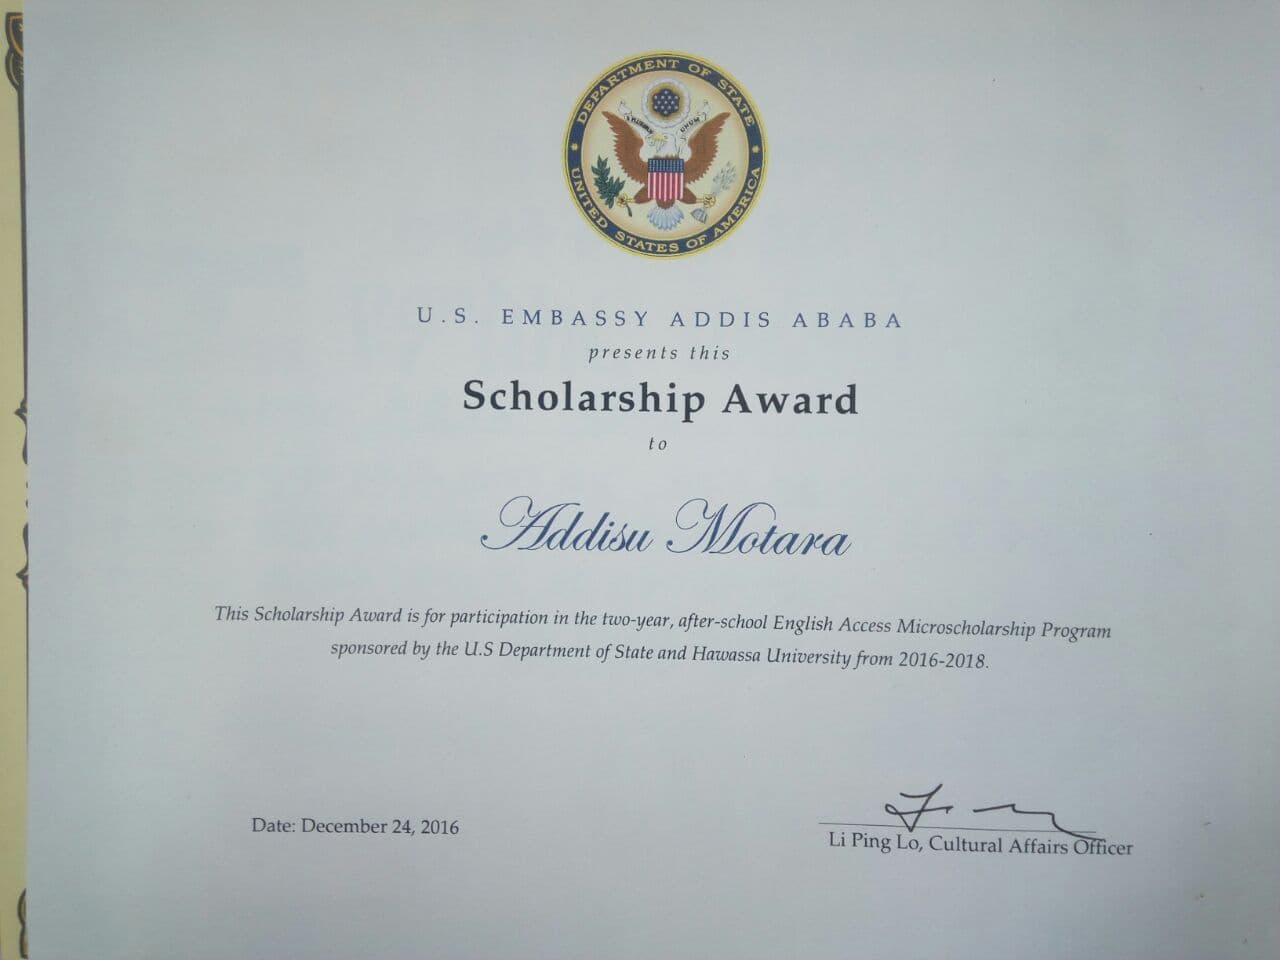 DEPARTMENT OF STATE
E PLURIBUS UNUM
UNITED STATES OF AMERICA
U.S. EMBASSY ADDIS ABABA
presents this
Scholarship Award
to
Addisu Motara
This Scholarship Award is for participation in the two-year, after-school English Access Microscholarship Program
sponsored by the U.S Department of State and Hawassa University from 2016-2018.
Date: December 24, 2016
Li Ping Lo, Cultural Affairs Officer